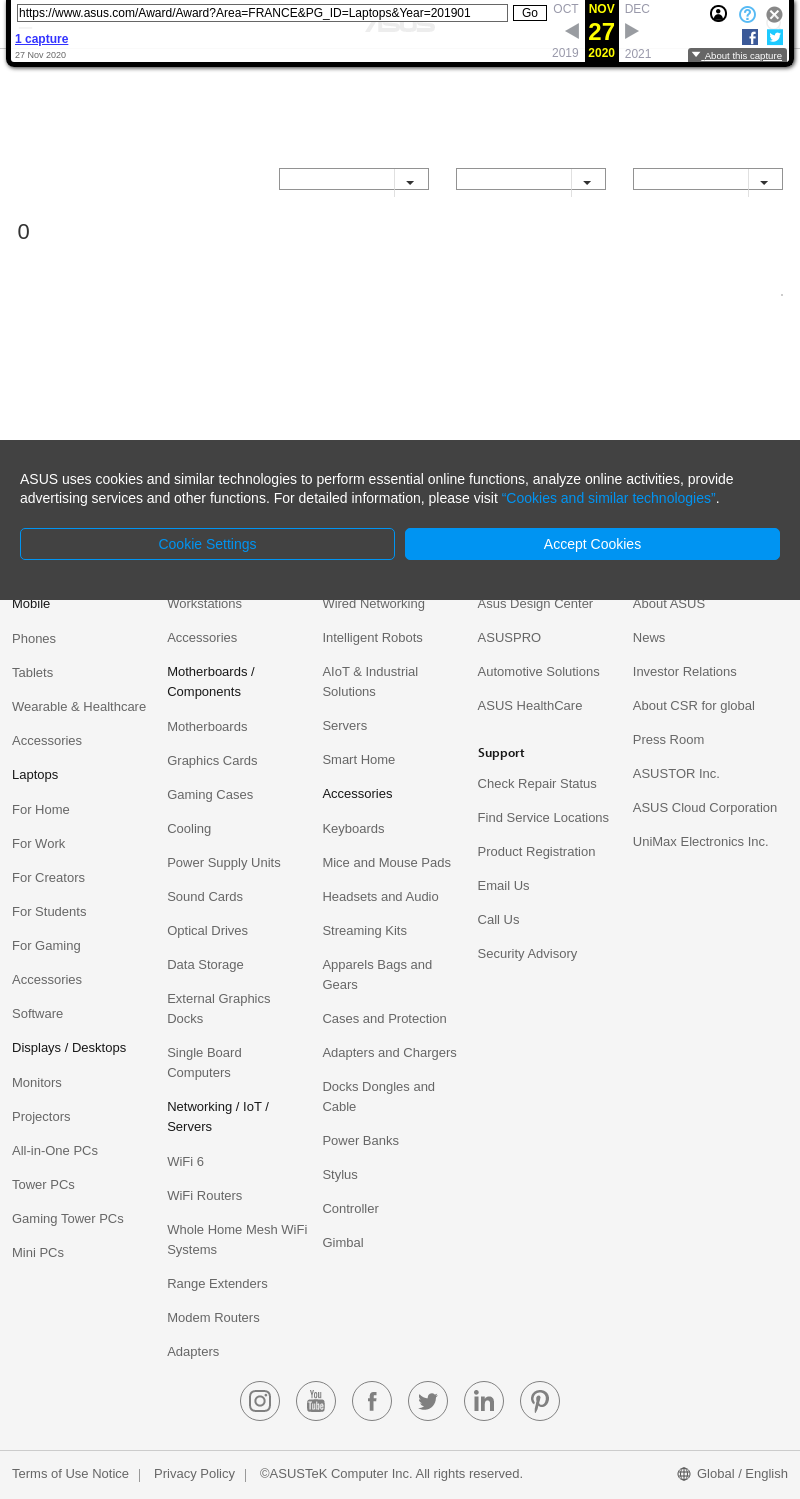 https://www.asus.com/Award/Award?Area=FRANCE&PG_ID=Laptops&Year=201901
Go
OCT NOV DEC
27
2019 2020 2021
1 capture
27 Nov 2020
About this capture
ASUS
0
ASUS uses cookies and similar technologies to perform essential online functions, analyze online activities, provide
advertising services and other functions. For detailed information, please visit "Cookies and similar technologies".
Cookie Settings
Accept Cookies
Mobile
Phones
Tablets
Wearable & Healthcare
Accessories
Laptops
For Home
For Work
For Creators
For Students
For Gaming
Accessories
Software
Displays / Desktops
Monitors
Projectors
All-in-One PCs
Tower PCs
Gaming Tower PCs
Mini PCs
Workstations
Accessories
Motherboards /
Components
Motherboards
Graphics Cards
Gaming Cases
Cooling
Power Supply Units
Sound Cards
Optical Drives
Data Storage
External Graphics
Docks
Single Board
Computers
Networking / IoT /
Servers
WiFi 6
WiFi Routers
Whole Home Mesh WiFi
Systems
Range Extenders
Modem Routers
Adapters
Wired Networking
Intelligent Robots
AIoT & Industrial
Solutions
Servers
Smart Home
Accessories
Keyboards
Mice and Mouse Pads
Headsets and Audio
Streaming Kits
Apparels Bags and
Gears
Cases and Protection
Adapters and Chargers
Docks Dongles and
Cable
Power Banks
Stylus
Controller
Gimbal
Asus Design Center
ASUSPRO
Automotive Solutions
ASUS HealthCare
Support
Check Repair Status
Find Service Locations
Product Registration
Email Us
Call Us
Security Advisory
About ASUS
News
Investor Relations
About CSR for global
Press Room
ASUSTOR Inc.
ASUS Cloud Corporation
UniMax Electronics Inc.
You
Tube
Terms of Use Notice | Privacy Policy | ©ASUSTeK Computer Inc. All rights reserved.
Global / English